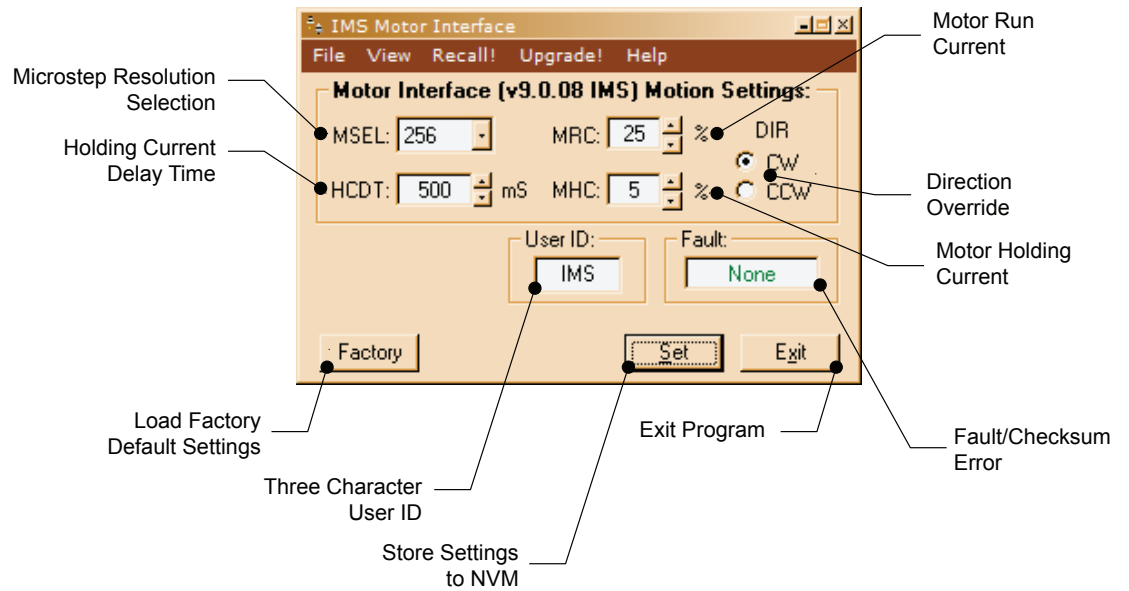 IMS Motor Interface
File View Recall! Upgrade! Help
Motor Interface (v9.0.08 IMS) Motion Settings:
MSEL: 256
MRC: 25 %
DIR
CW
CCW
HCDT: 500 mS
MHC: 5 %
User ID:
IMS
Fault:
None
Factory
Set
Exit
Microstep Resolution
Selection
Holding Current
Delay Time
Motor Run
Current
Direction
Override
Motor Holding
Current
Load Factory
Default Settings
Three Character
User ID
Store Settings
to NVM
Exit Program
Fault/Checksum
Error